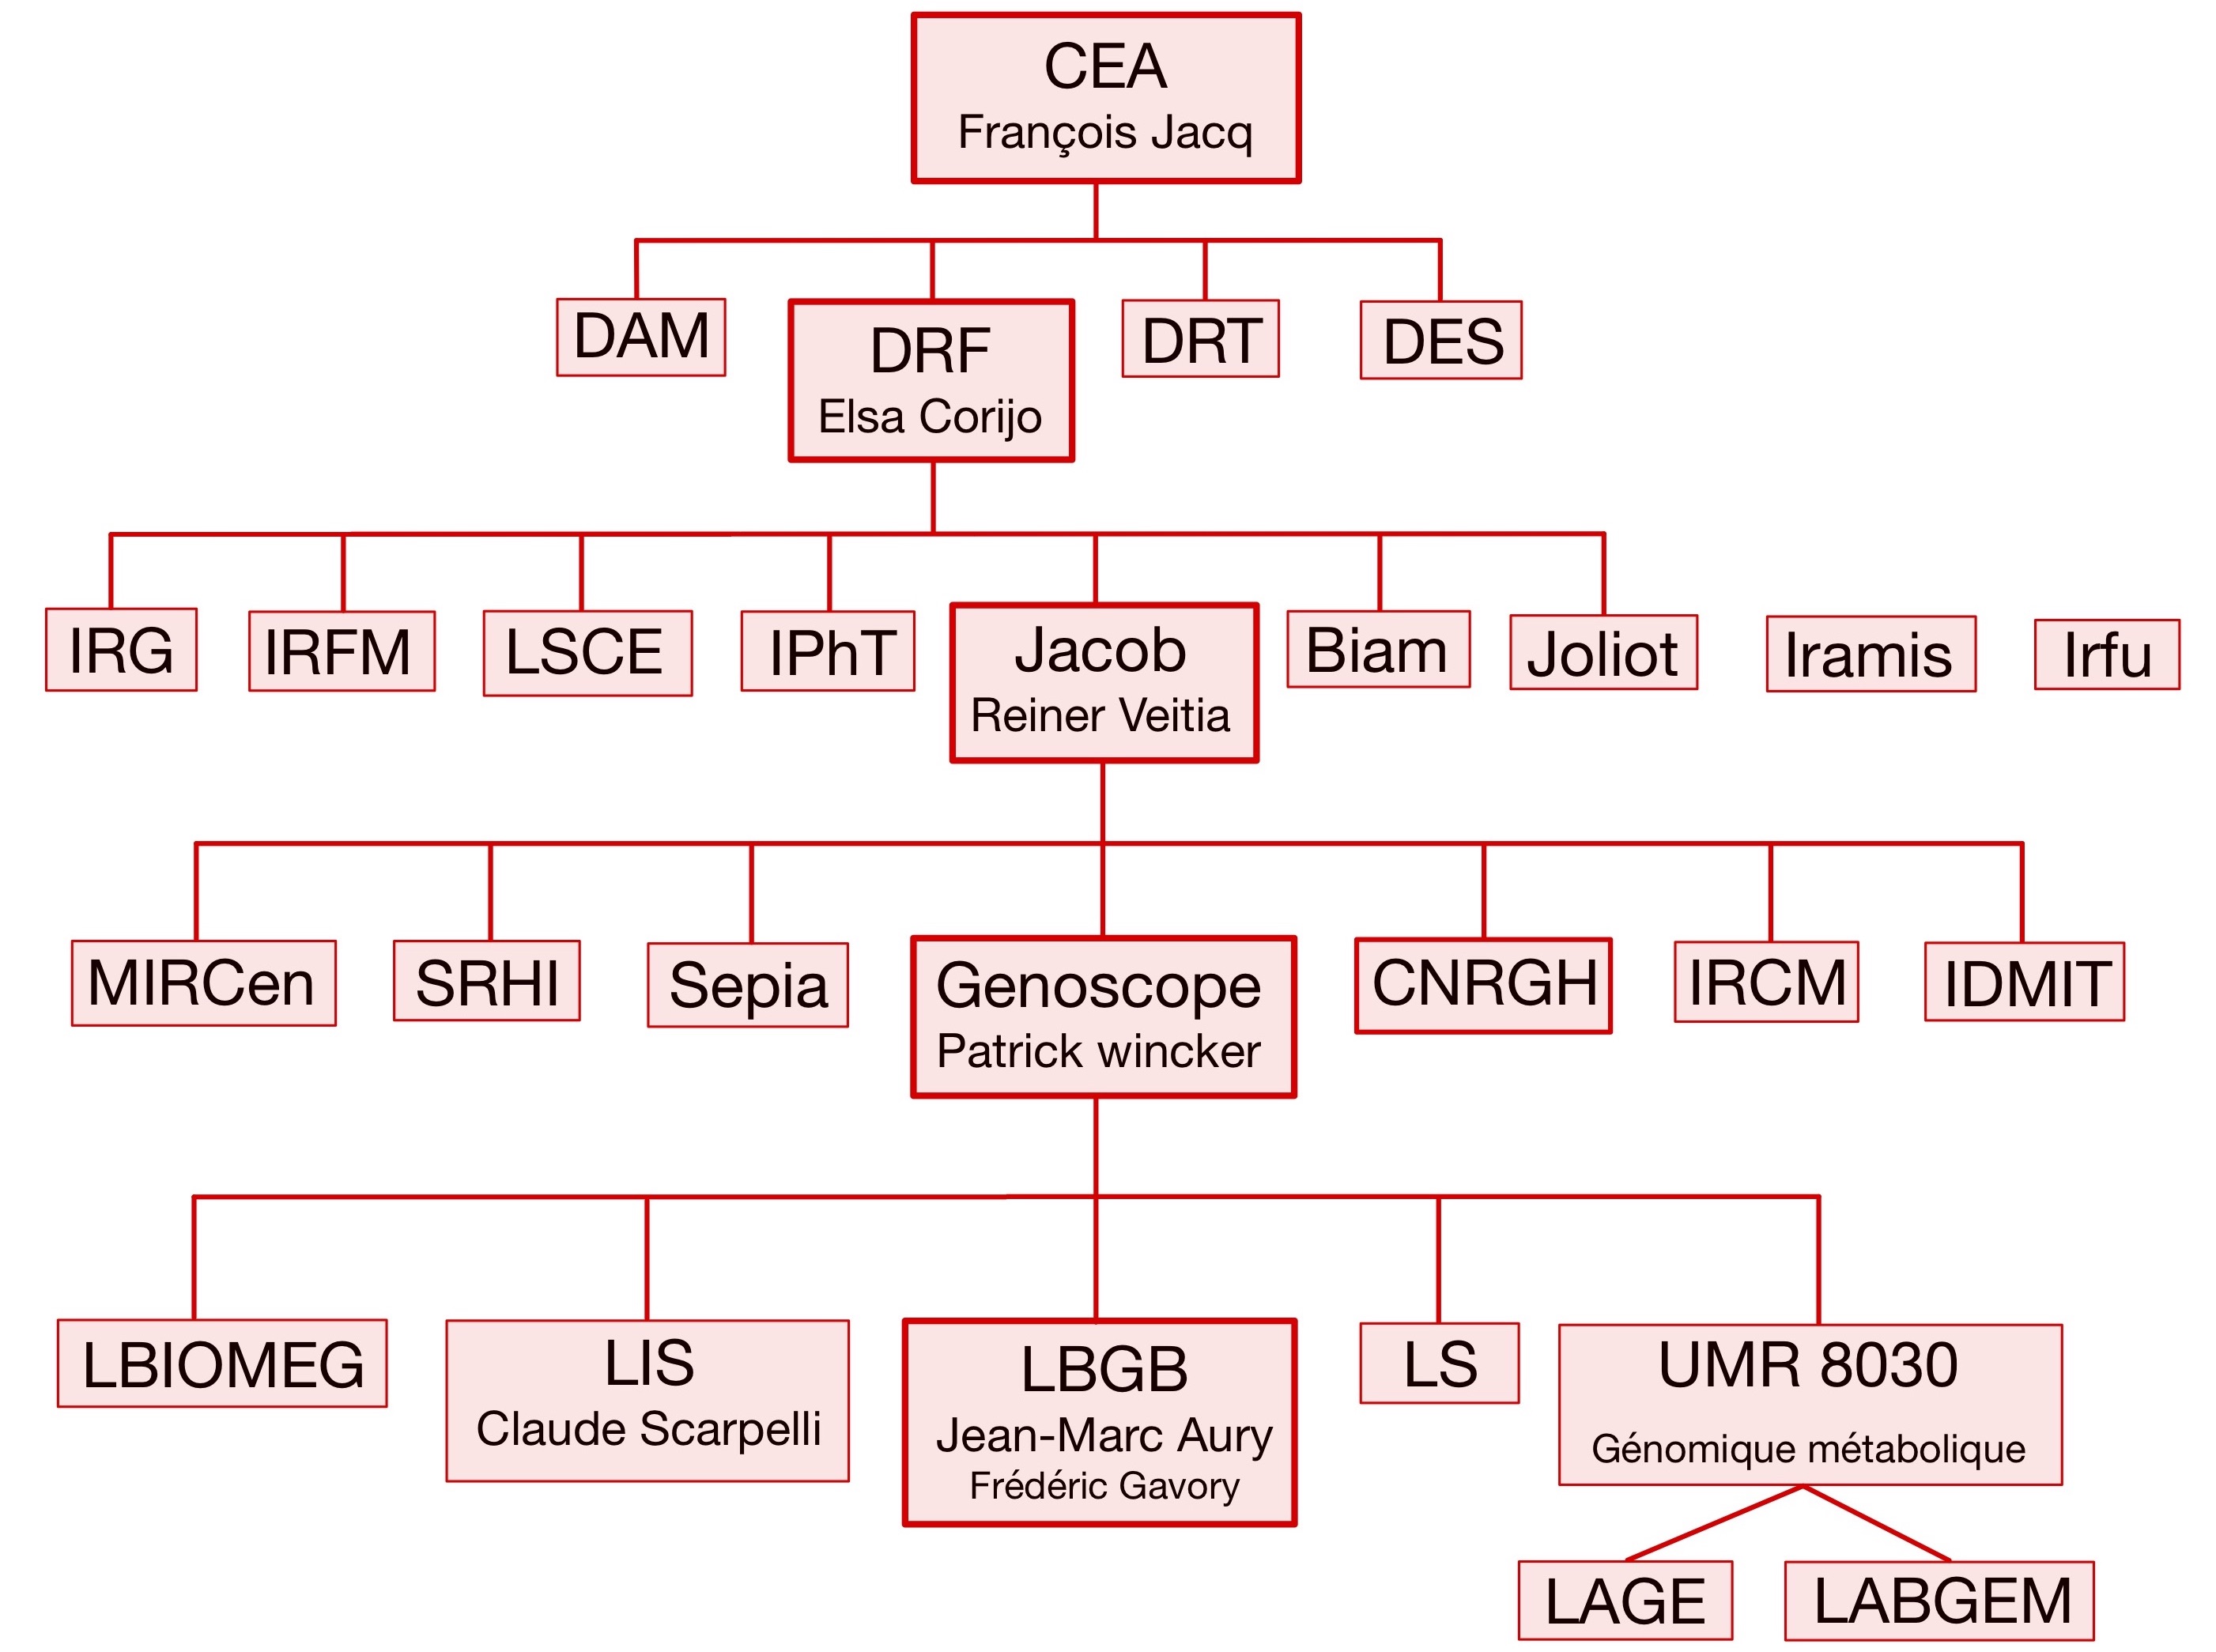 CEA
François Jacq
DAM
DRF
Elsa Corijo
DRT
DES
IRG
IRFM
LSCE
IPhT
Jacob
Reiner Veitia
Biam
Joliot
Iramis
Irfu
MIRCen
SRHI
Sepia
Genoscope
Patrick wincker
CNRGH
IRCM
IDMIT
LBIOMEG
LIS
Claude Scarpelli
LBGB
Jean-Marc Aury
Frédéric Gavory
LS
UMR 8030
Génomique métabolique
LAGE
LABGEM